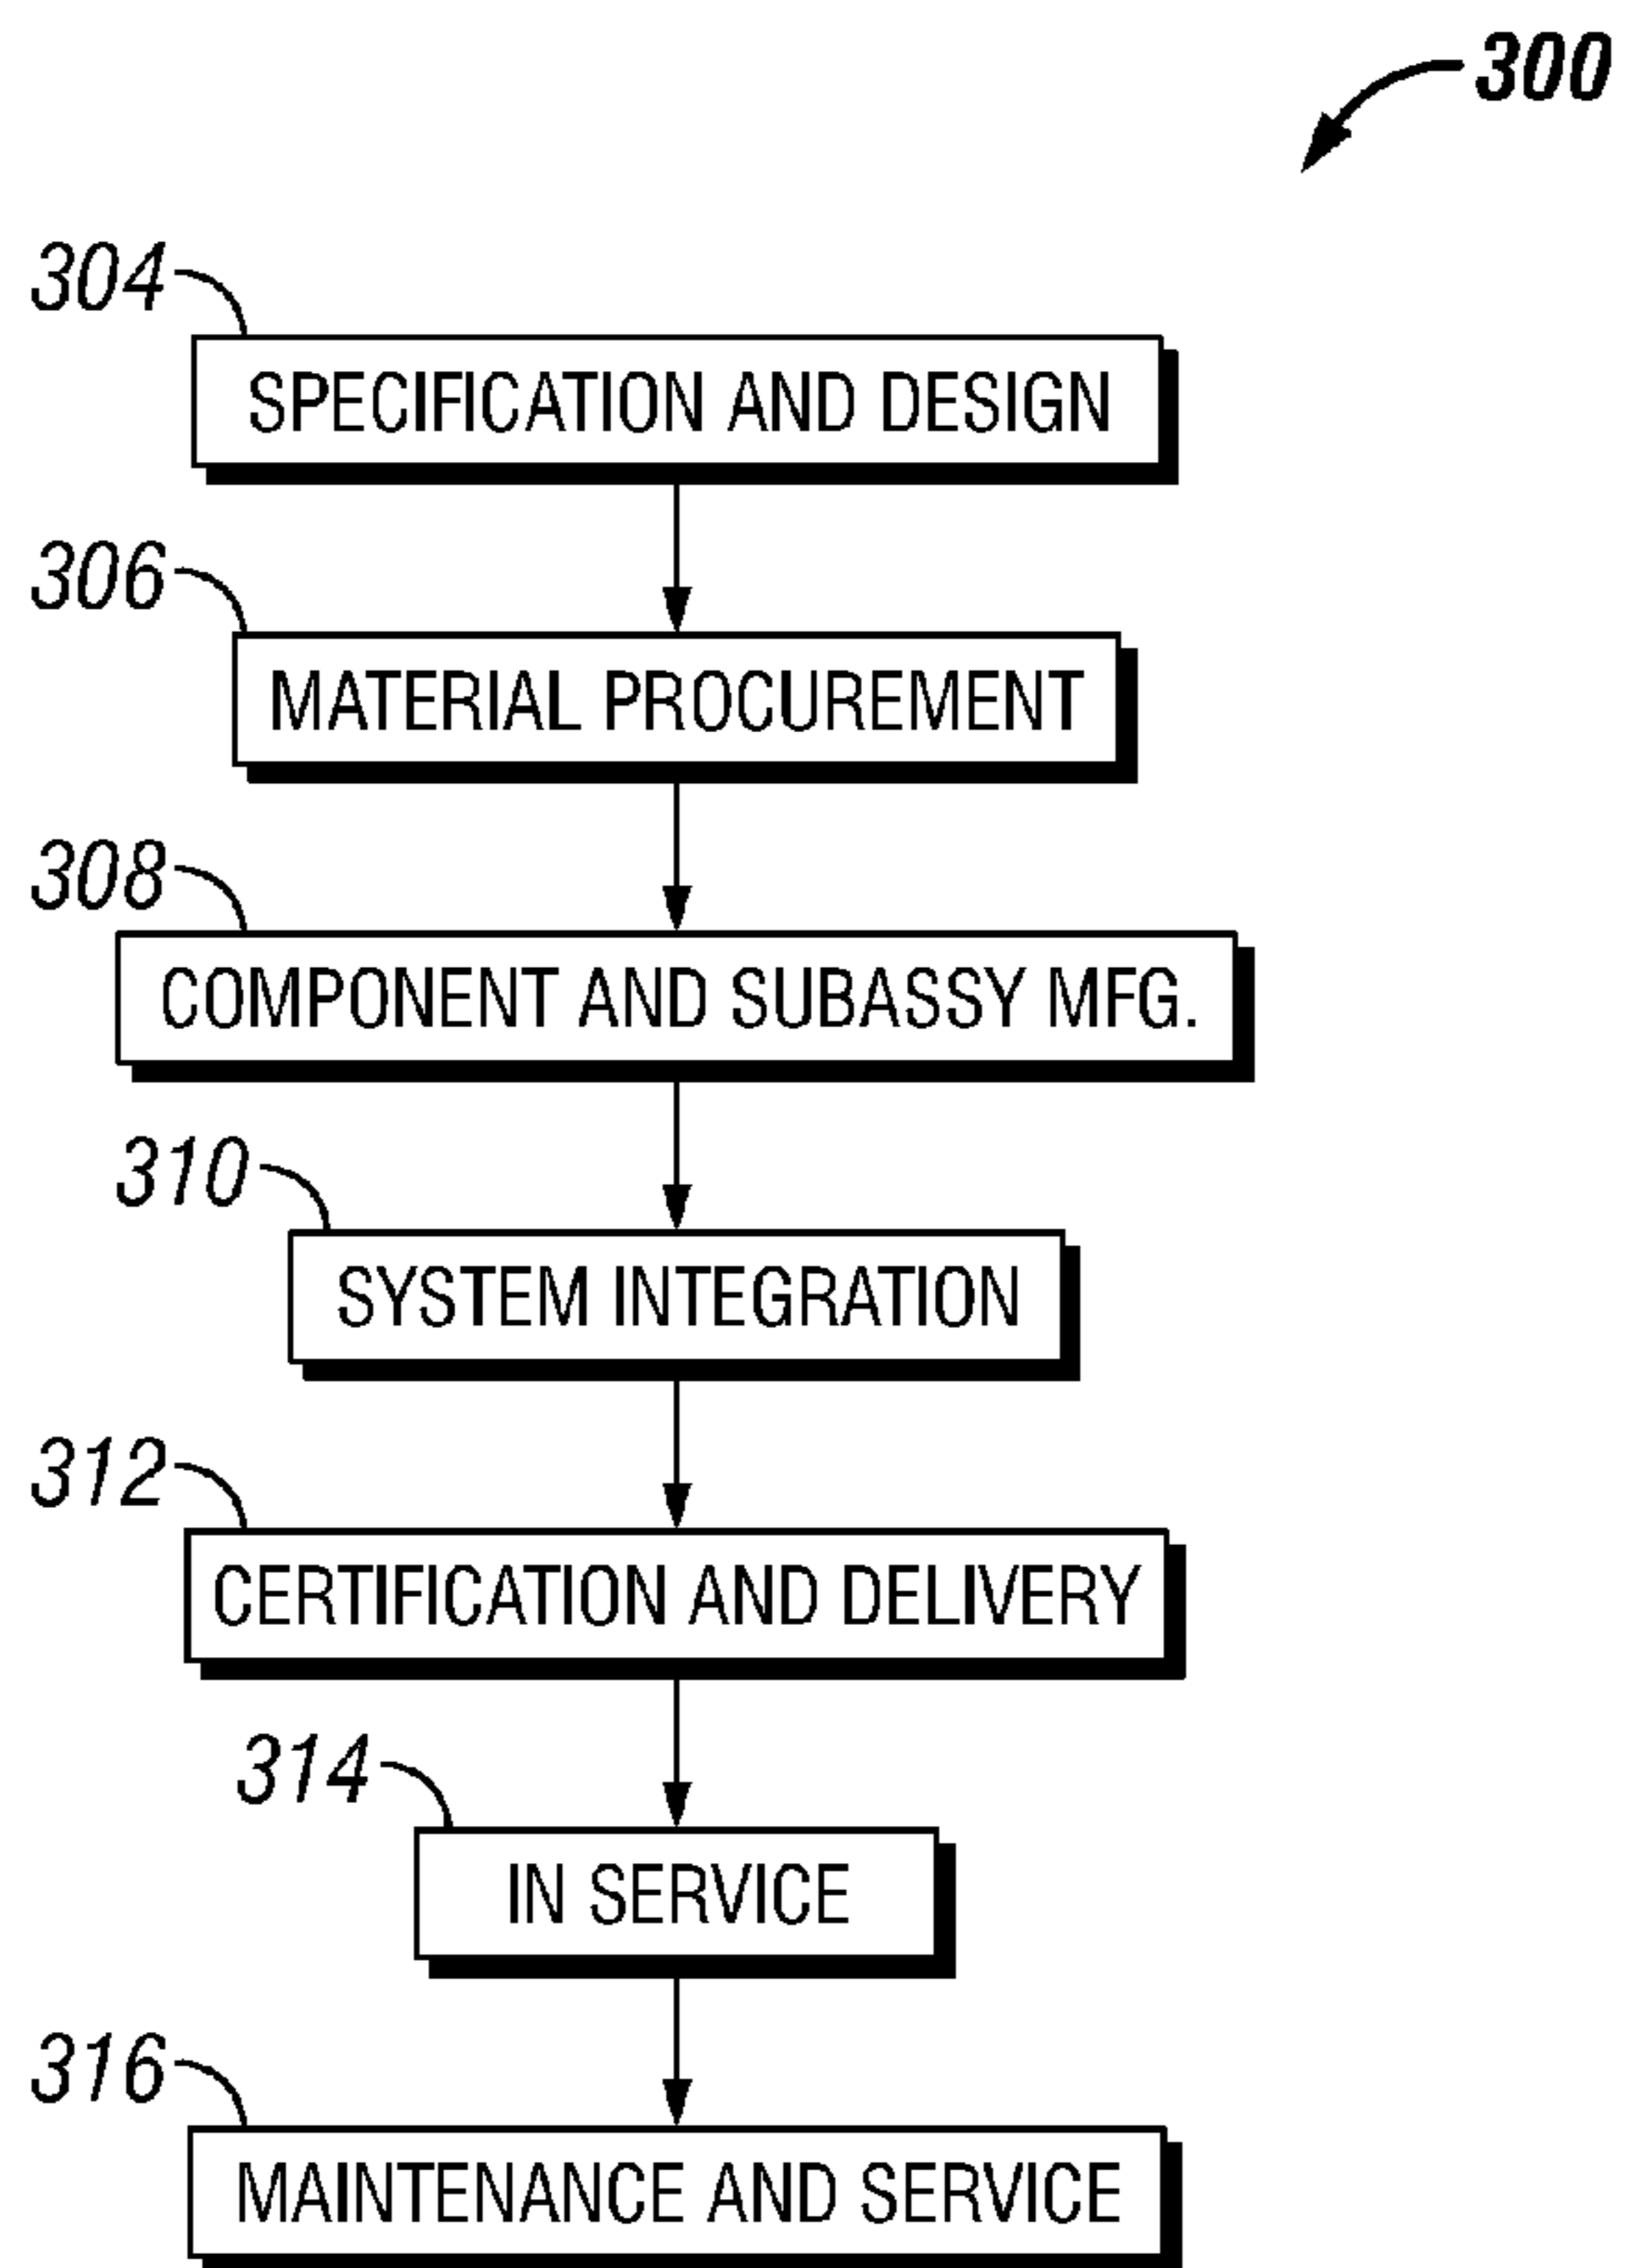 300
304
SPECIFICATION AND DESIGN
306
MATERIAL PROCUREMENT
308
COMPONENT AND SUBASSY MFG.
310
SYSTEM INTEGRATION
312
CERTIFICATION AND DELIVERY
314
IN SERVICE
316
MAINTENANCE AND SERVICE